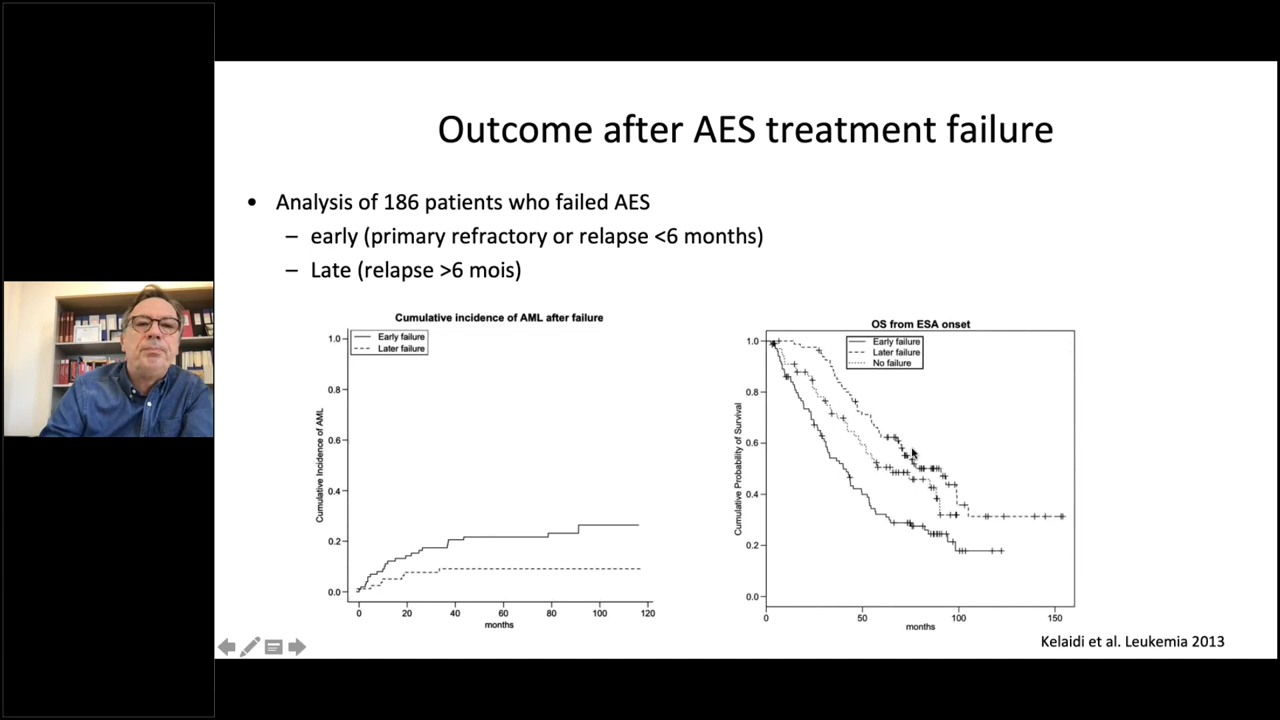 Outcome after AES treatment failure
• Analysis of 186 patients who failed AES
– early (primary refractory or relapse <6 months)
– Late (relapse >6 mois)
Cumulative incidence of AML after failure
Early failure
Later failure
Cumulative Incidence of AML
1.0
0.8
0.6
0.4
0.2
0.0
0 20 40 60 80 100 120
months
OS from ESA onset
Early failure
Later failure
No failure
Cumulative Probability of Survival
1.0
0.8
0.6
0.4
0.2
0.0
0 50 100 150
months
Kelaidi et al. Leukemia 2013